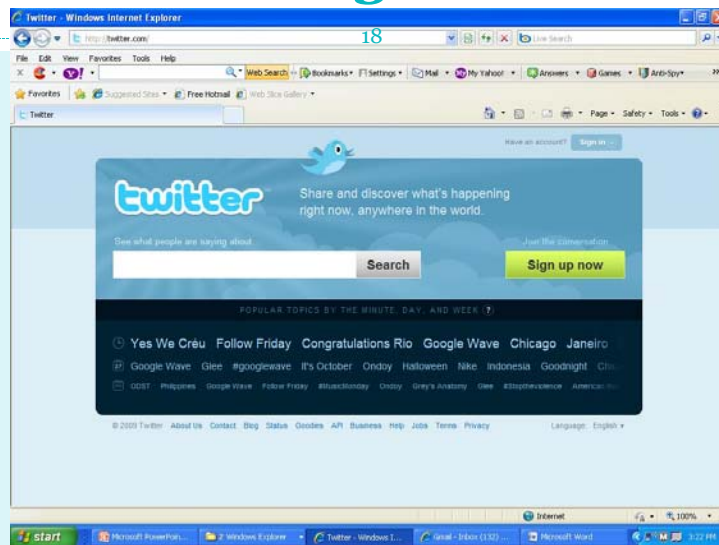 g
Twitter - Windows Internet Explorer
http://twitter.com/
18
Live Search
File Edit View Favorites Tools Help
Web Search Bookmarks Settings Mail My Yahoo! Answers Games Anti-Spy
Favorites Suggested Sites Free Hotmail Web Slice Gallery
Twitter
Page Safety Tools
Have an account? Sign in
twitter
Share and discover what's happening
right now, anywhere in the world.
See what people are saying about
Join the conversation
Search
Sign up now
POPULAR TOPICS BY THE MINUTE, DAY, AND WEEK ?
Yes We Créu Follow Friday Congratulations Rio Google Wave Chicago Janeiro
Google Wave Glee #googlewave It's October Ondoy Halloween Nike Indonesia Goodnight
GDST Philippines Google Wave Follow Friday #MusicMonday Ondoy Grey's Anatomy Glee #Stoptheviolence American
© 2009 Twitter About Us Contact Blog Status Goodies API Business Help Jobs Terms Privacy
Language: English
Internet
100%
start
Microsoft PowerPoin...
2 Windows Explorer
Twitter - Windows I...
Gmail - Inbox (132) ...
Microsoft Word
3:22 PM